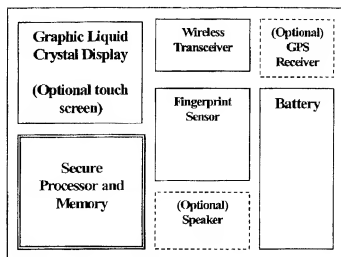 Graphic Liquid
Crystal Display
(Optional touch
screen)
Wireless
Transceiver
(Optional)
GPS
Receiver
Fingerprint
Sensor
Battery
Secure
Processor and
Memory
(Optional)
Speaker